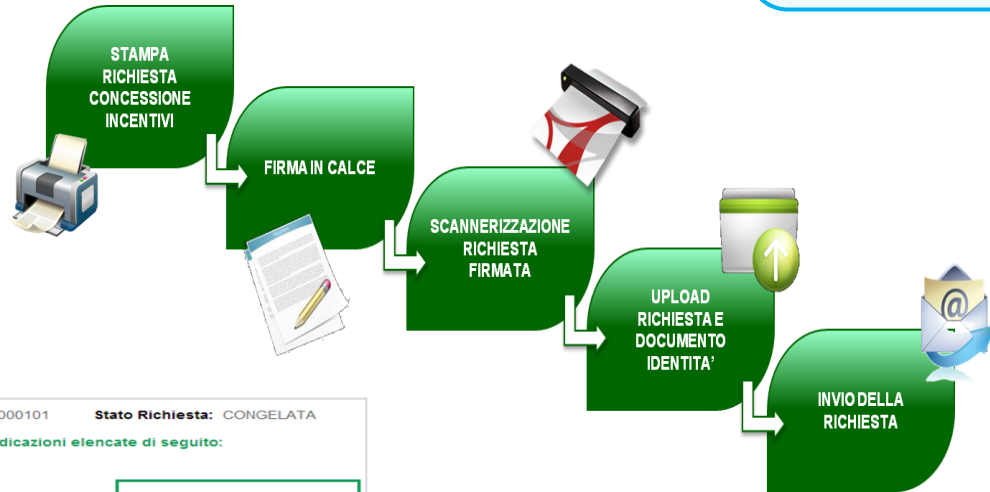 STAMPA
RICHIESTA
CONCESSIONE
INCENTIVI
FIRMA IN CALCE
SCANNERIZZAZIONE
RICHIESTA
FIRMATA
UPLOAD
RICHIESTA E
DOCUMENTO
IDENTITA'
INVIO DELLA
RICHIESTA
000101 Stato Richiesta: CONGELATA
dicazioni elencate di seguito: